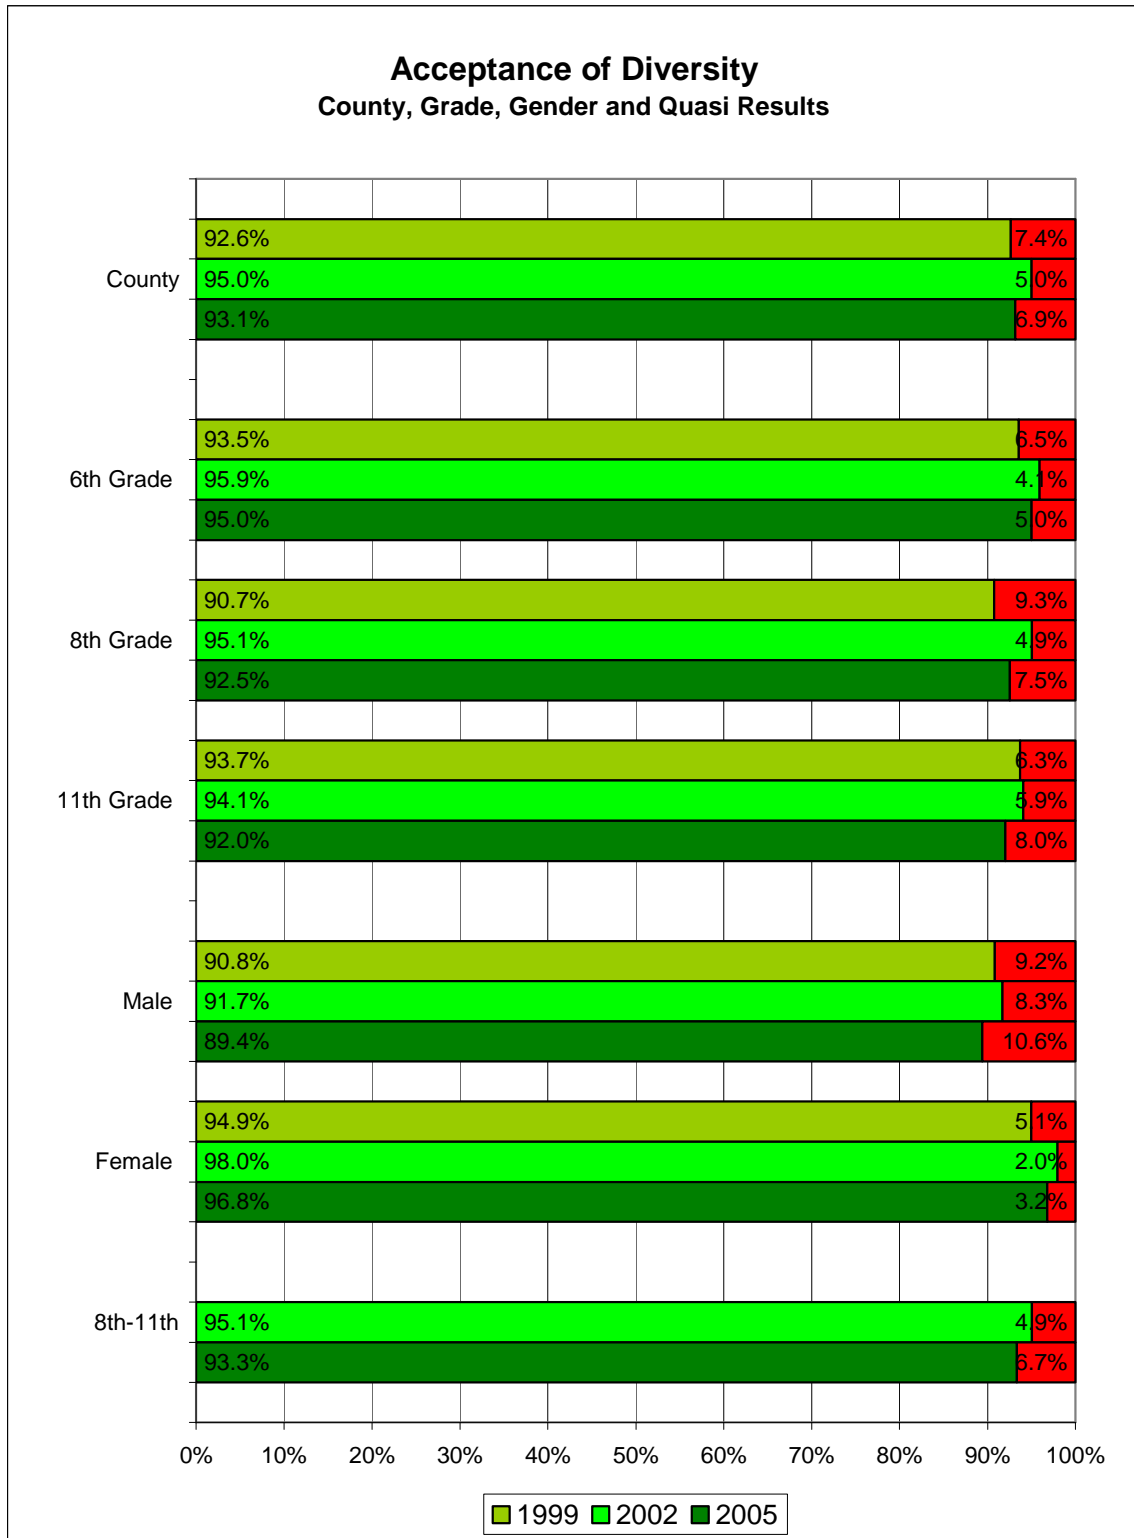 Acceptance of Diversity
County, Grade, Gender and Quasi Results
92.6% 7.4%
County
95.0% 5.0%
93.1% 6.9%
93.5% 6.5%
6th Grade
95.9% 4.1%
95.0% 5.0%
90.7% 9.3%
8th Grade
95.1% 4.9%
92.5% 7.5%
93.7% 6.3%
11th Grade
94.1% 5.9%
92.0% 8.0%
90.8% 9.2%
Male
91.7% 8.3%
89.4% 10.6%
94.9% 5.1%
Female
98.0% 2.0%
96.8% 3.2%
8th-11th
95.1% 4.9%
93.3% 6.7%
0% 10% 20% 30% 40% 50% 60% 70% 80% 90% 100%
1999 2002 2005